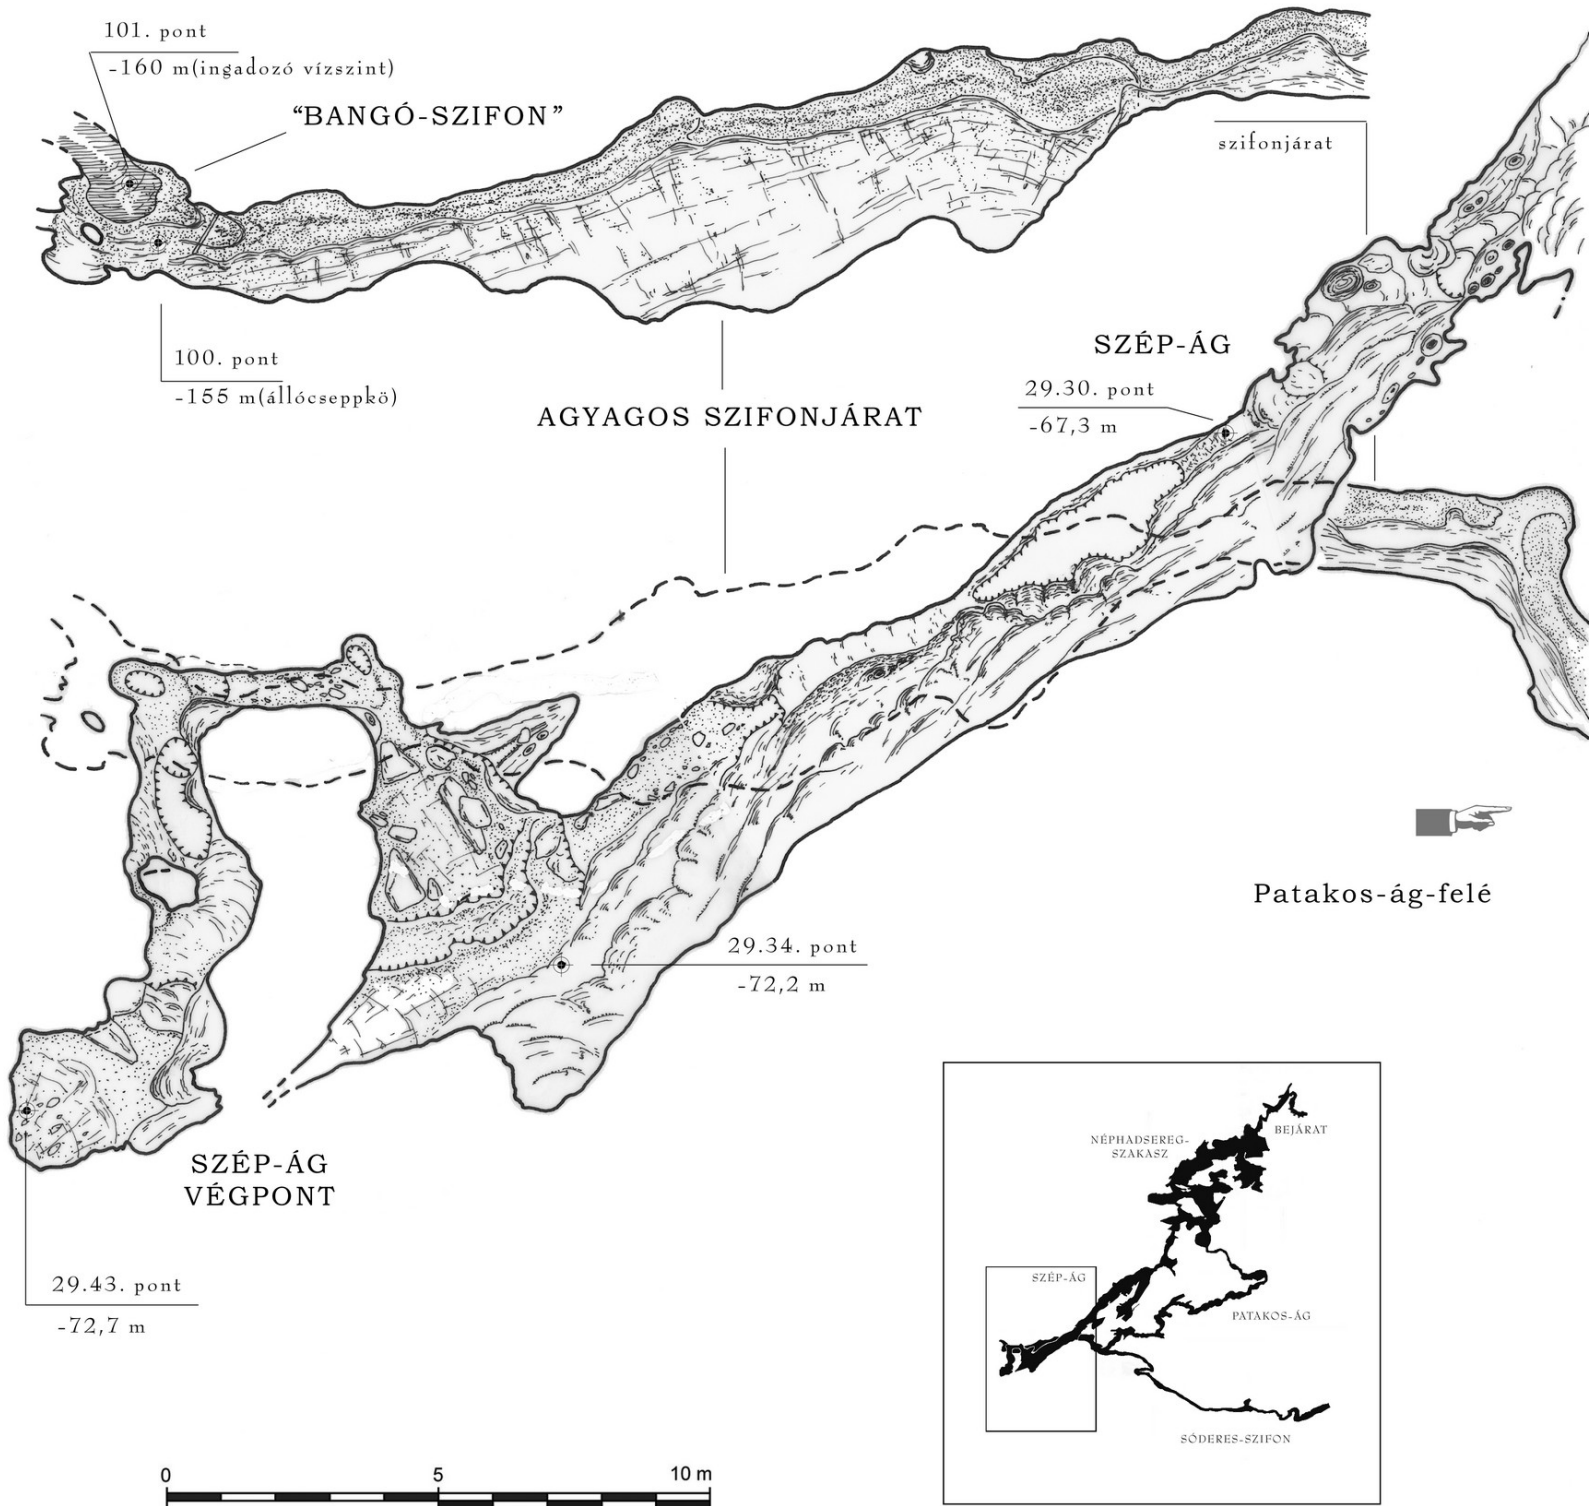 101. pont
-160 m(ingadozó vízszint)
“BANGÓ-SZIFON”
szifonjárat
100. pont
-155 m(állócseppkö)
SZÉP-ÁG
29.30. pont
-67,3 m
AGYAGOS SZIFONJÁRAT
Patakos-ág-felé
29.34. pont
-72,2 m
SZÉP-ÁG
VÉGPONT
29.43. pont
-72,7 m
BEJÁRAT
NÉPHADSEREG-
SZAKASZ
SZÉP-ÁG
PATAKOS-ÁG
SÓDERES-SZIFON
0 5 10 m